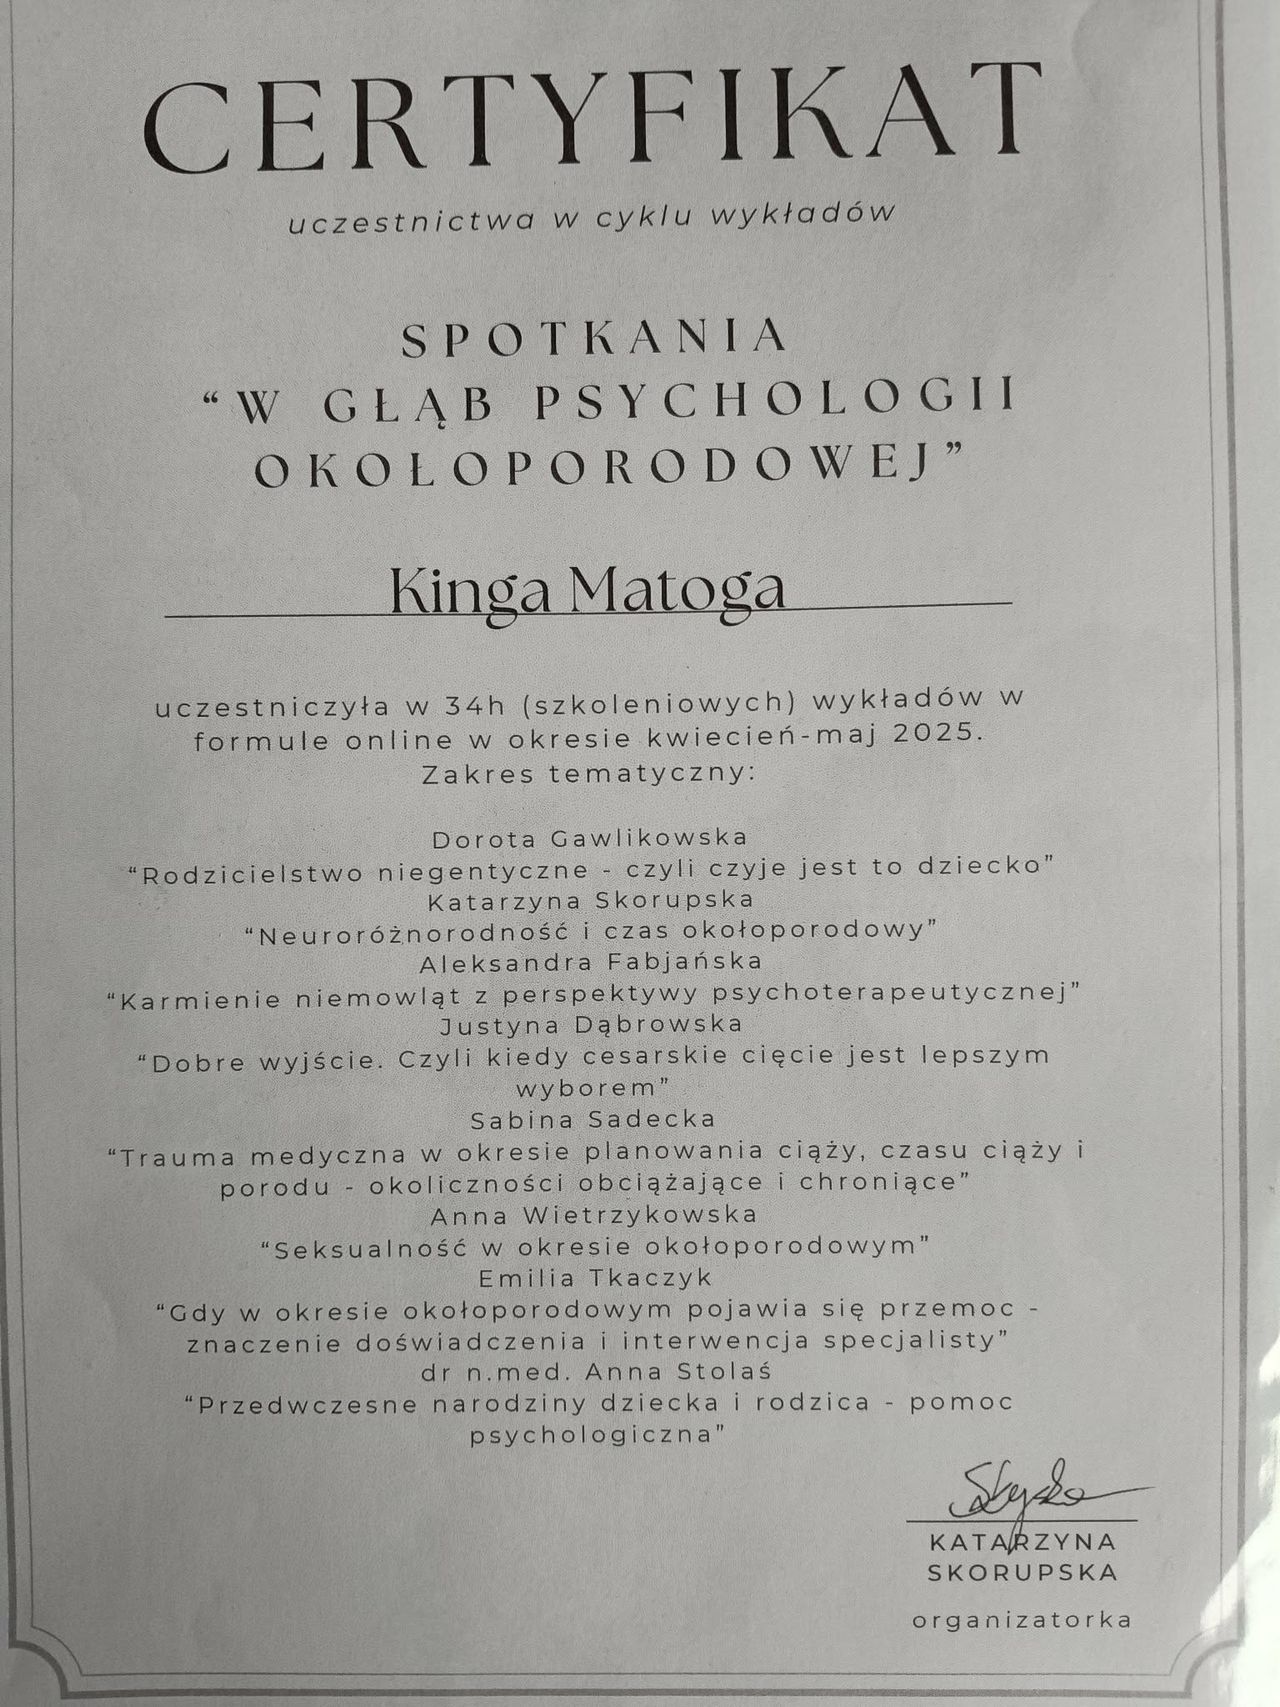 CERTYFIKAT
uczestnictwa w cyklu wykładów
SPOTKANIA
“W GŁĄB PSYCHOLOGII
OKOŁOPORODOWEJ”
Kinga Matoga
uczestniczyła w 34h (szkoleniowych) wykładów w
formule online w okresie kwiecień-maj 2025.
Zakres tematyczny:
Dorota Gawlikowska
“Rodzicielstwo niegentyczne - czyli czyje jest to dziecko”
Katarzyna Skorupska
“Neuroróżnorodność i czas okołoporodowy”
Aleksandra Fabjańska
“Karmienie niemowląt z perspektywy psychoterapeutycznej”
Justyna Dąbrowska
“Dobre wyjście. Czyli kiedy cesarskie cięcie jest lepszym
wyborem”
Sabina Sadecka
“Trauma medyczna w okresie planowania ciąży, czasu ciąży i
porodu - okoliczności obciążające i chroniące”
Anna Wietrzykowska
“Seksualność w okresie okołoporodowym”
Emilia Tkaczyk
“Gdy w okresie okołoporodowym pojawia się przemoc -
znaczenie doświadczenia i interwencja specjalisty”
dr n.med. Anna Stolaś
“Przedwczesne narodziny dziecka i rodzica - pomoc
psychologiczna”
KATARZYNA
SKORUPSKA
organizatorka